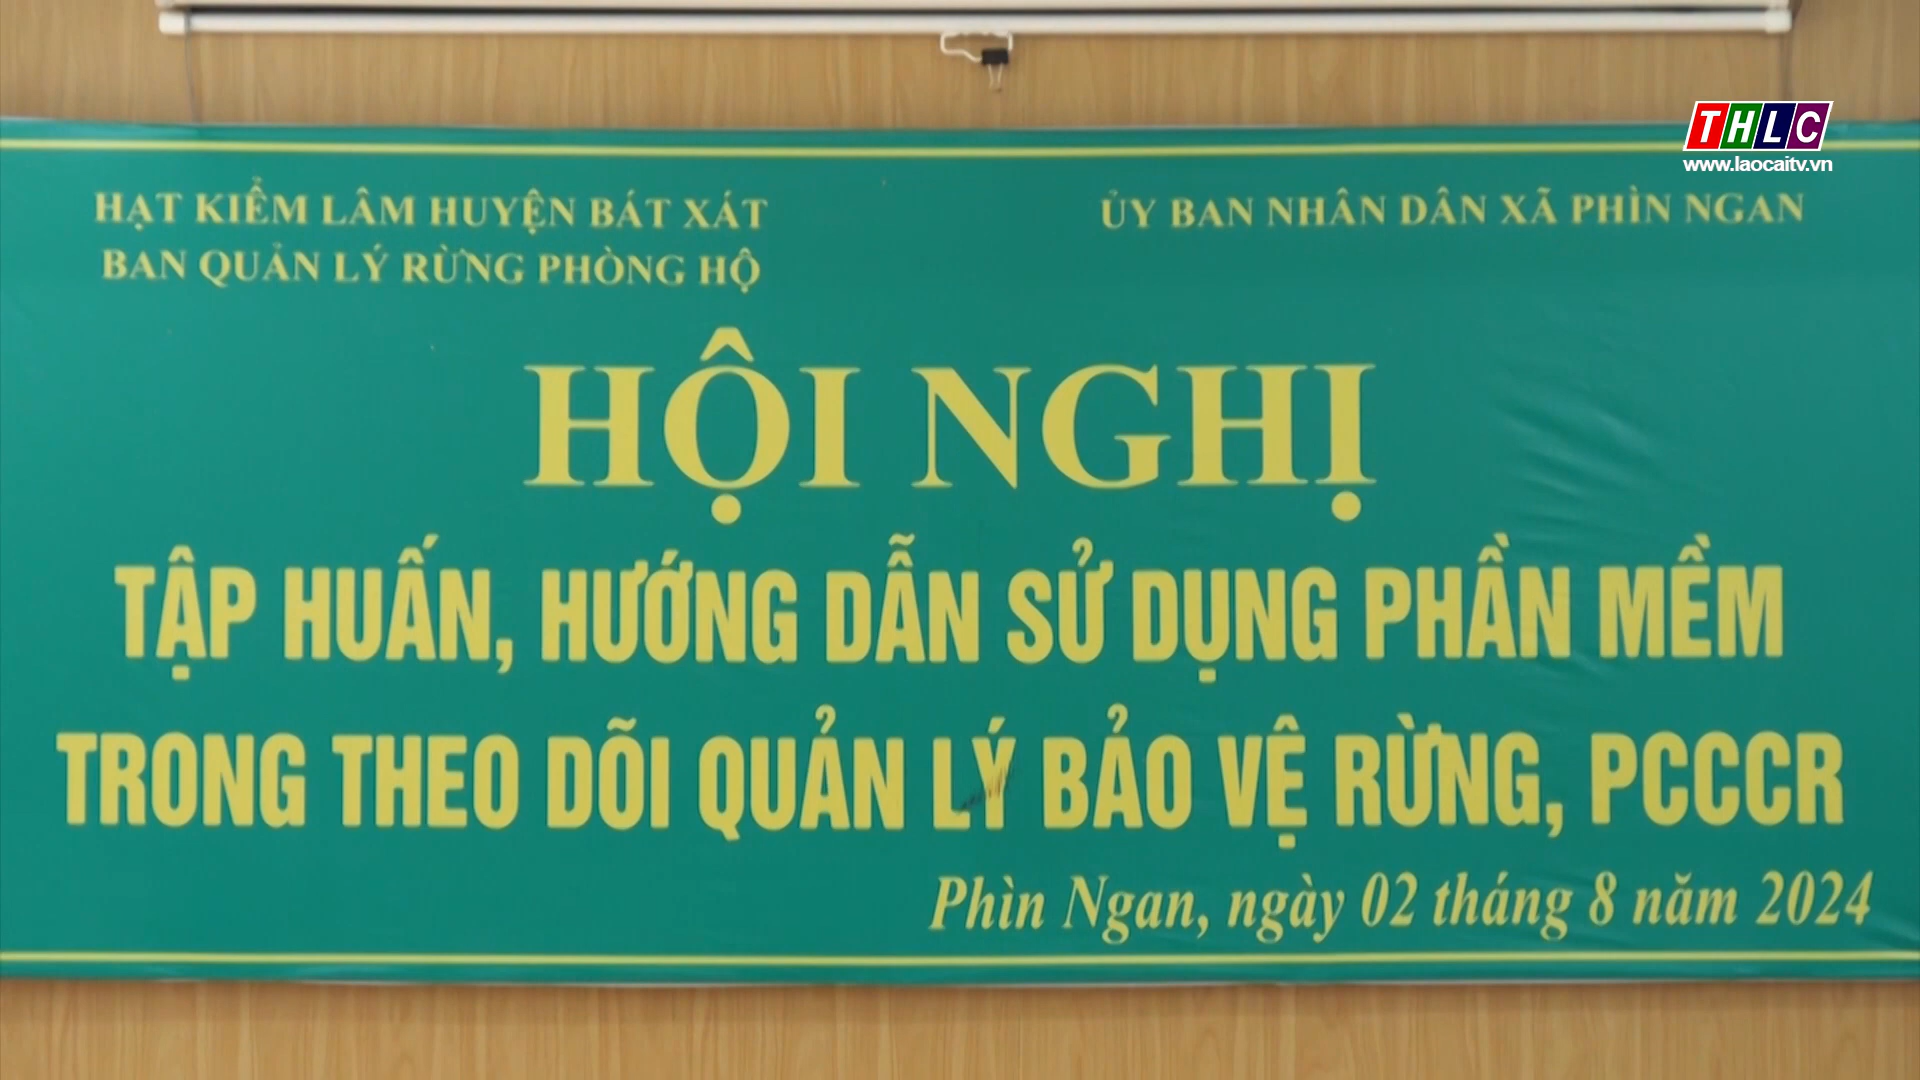 THLC
www.laocaitv.vn
HẠT KIỂM LÂM HUYỆN BÁT XÁT
BAN QUẢN LÝ RỪNG PHÒNG HỘ
ỦY BAN NHÂN DÂN XÃ PHÌN NGAN
HỘI NGHỊ
TẬP HUẤN, HƯỚNG DẪN SỬ DỤNG PHẦN MỀM
TRONG THEO DÕI QUẢN LÝ BẢO VỆ RỪNG, PCCCR
Phìn Ngan, ngày 02 tháng 8 năm 2024